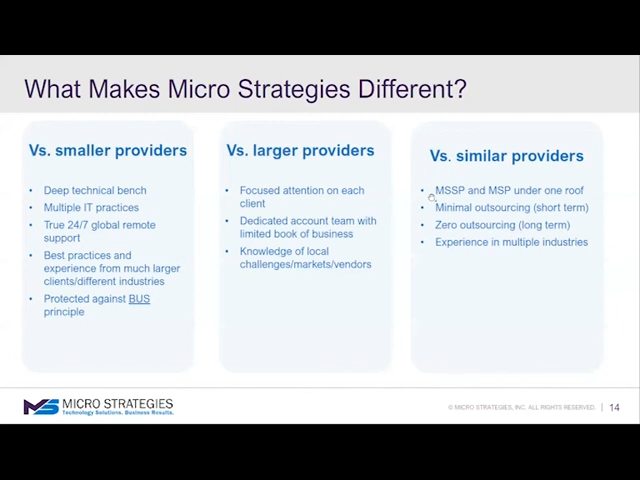 What Makes Micro Strategies Different?
Vs. smaller providers
• Deep technical bench
• Multiple IT practices
• True 24/7 global remote
support
• Best practices and
experience from much larger
clients/different industries
• Protected against BUS
principle
Vs. larger providers
• Focused attention on each
client
• Dedicated account team with
limited book of business
• Knowledge of local
challenges/markets/vendors
Vs. similar providers
• MSSP and MSP under one roof
• Minimal outsourcing (short term)
• Zero outsourcing (long term)
• Experience in multiple industries
MS MICRO STRATEGIES
Technology Solutions. Business Results.
© MICRO STRATEGIES, INC. ALL RIGHTS RESERVED. | 14